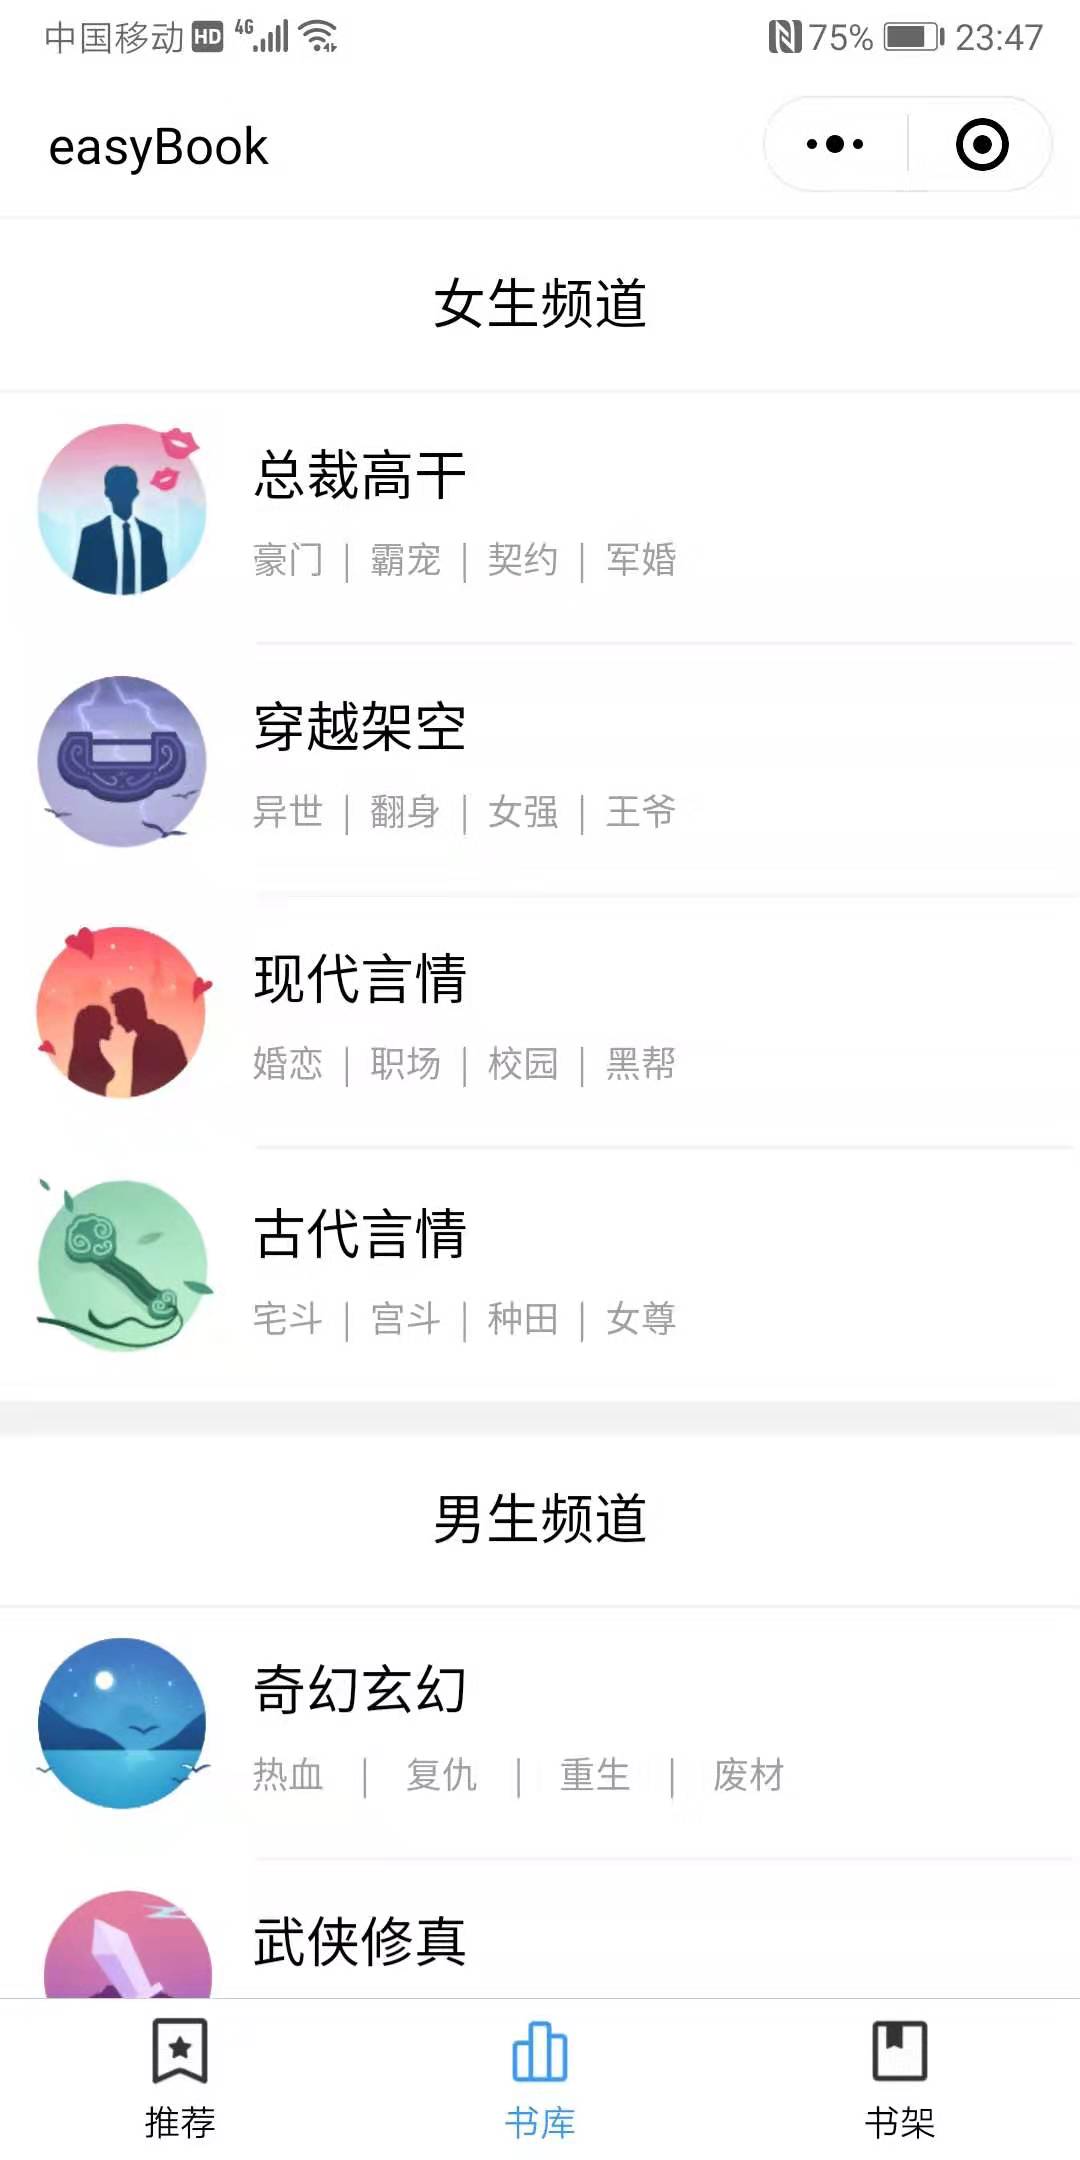 中国移动 HD 4G 75% 23:47
easyBook
女生频道
总裁高干
豪门 | 霸宠 | 契约 | 军婚
穿越架空
异世 | 翻身 | 女强 | 王爷
现代言情
婚恋 | 职场 | 校园 | 黑帮
古代言情
宅斗 | 宫斗 | 种田 | 女尊
男生频道
奇幻玄幻
热血 | 复仇 | 重生 | 废材
武侠修真
推荐 书库 书架